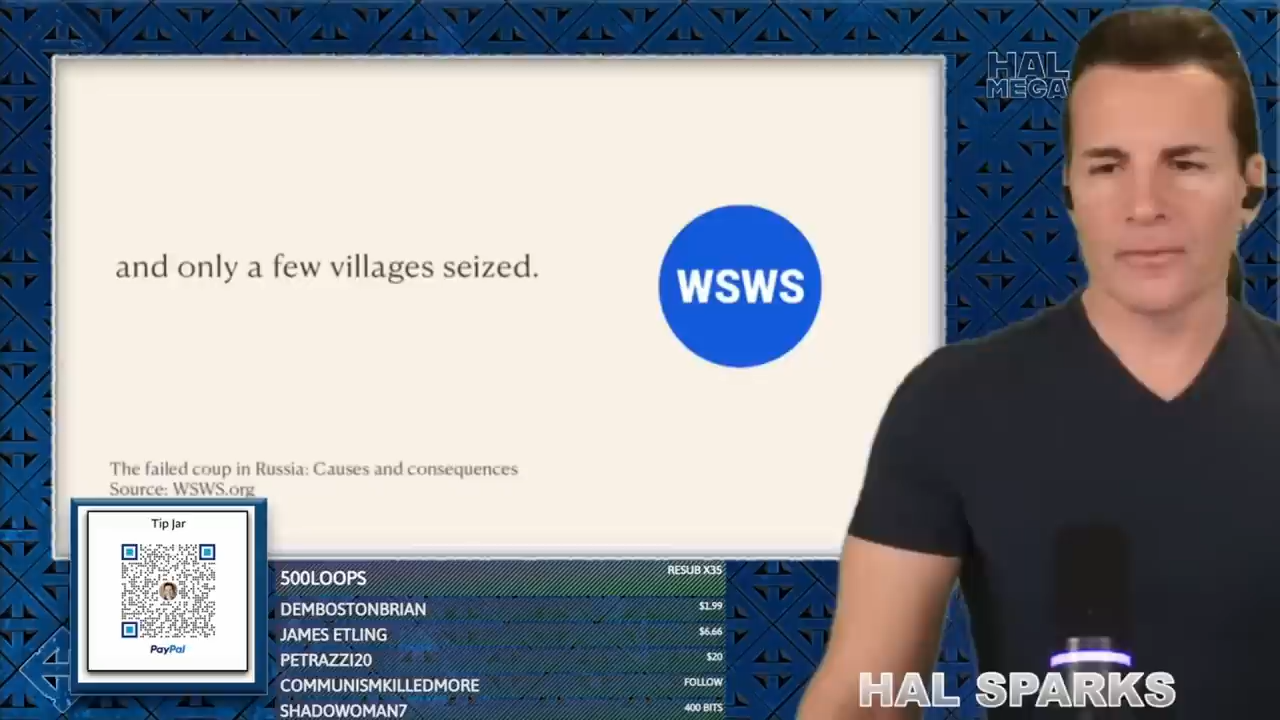 HAL
MEGA
and only a few villages seized.
WSWS
The failed coup in Russia: Causes and consequences
Source: WSWS.org
Tip Jar
PayPal
500LOOPS RESUB X35
DEMBOSTONBRIAN $1.99
JAMES ETLING $6.66
PETRAZZI20 $20
COMMUNISMKILLEDMORE FOLLOW
SHADOWOMAN7 400 BITS
HAL SPARKS